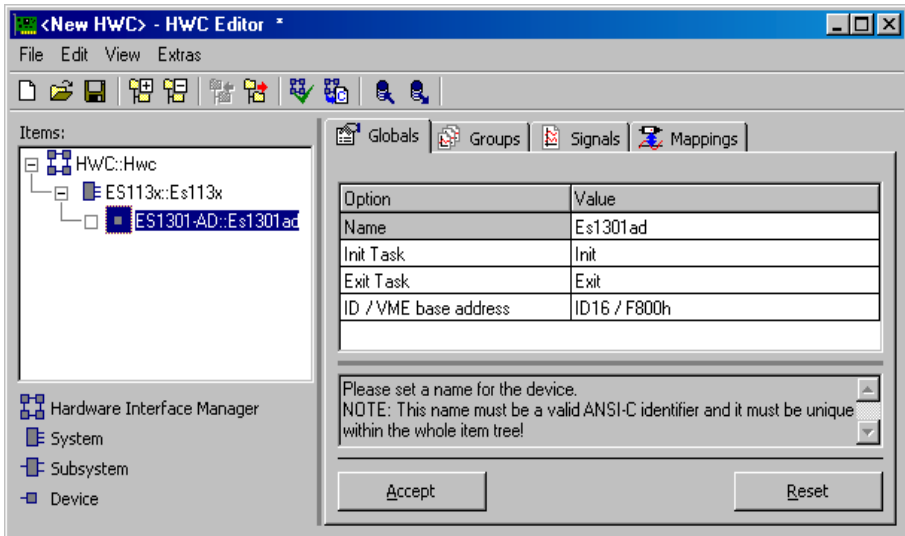 <New HWC> - HWC Editor *
File Edit View Extras
Items:
HWC::Hwc
ES113x::Es113x
ES1301-AD::Es1301ad
Hardware Interface Manager
System
Subsystem
Device
Globals Groups Signals Mappings
Option Value
Name Es1301ad
Init Task Init
Exit Task Exit
ID / VME base address ID16 / F800h
Please set a name for the device.
NOTE: This name must be a valid ANSI-C identifier and it must be unique
within the whole item tree!
Accept Reset